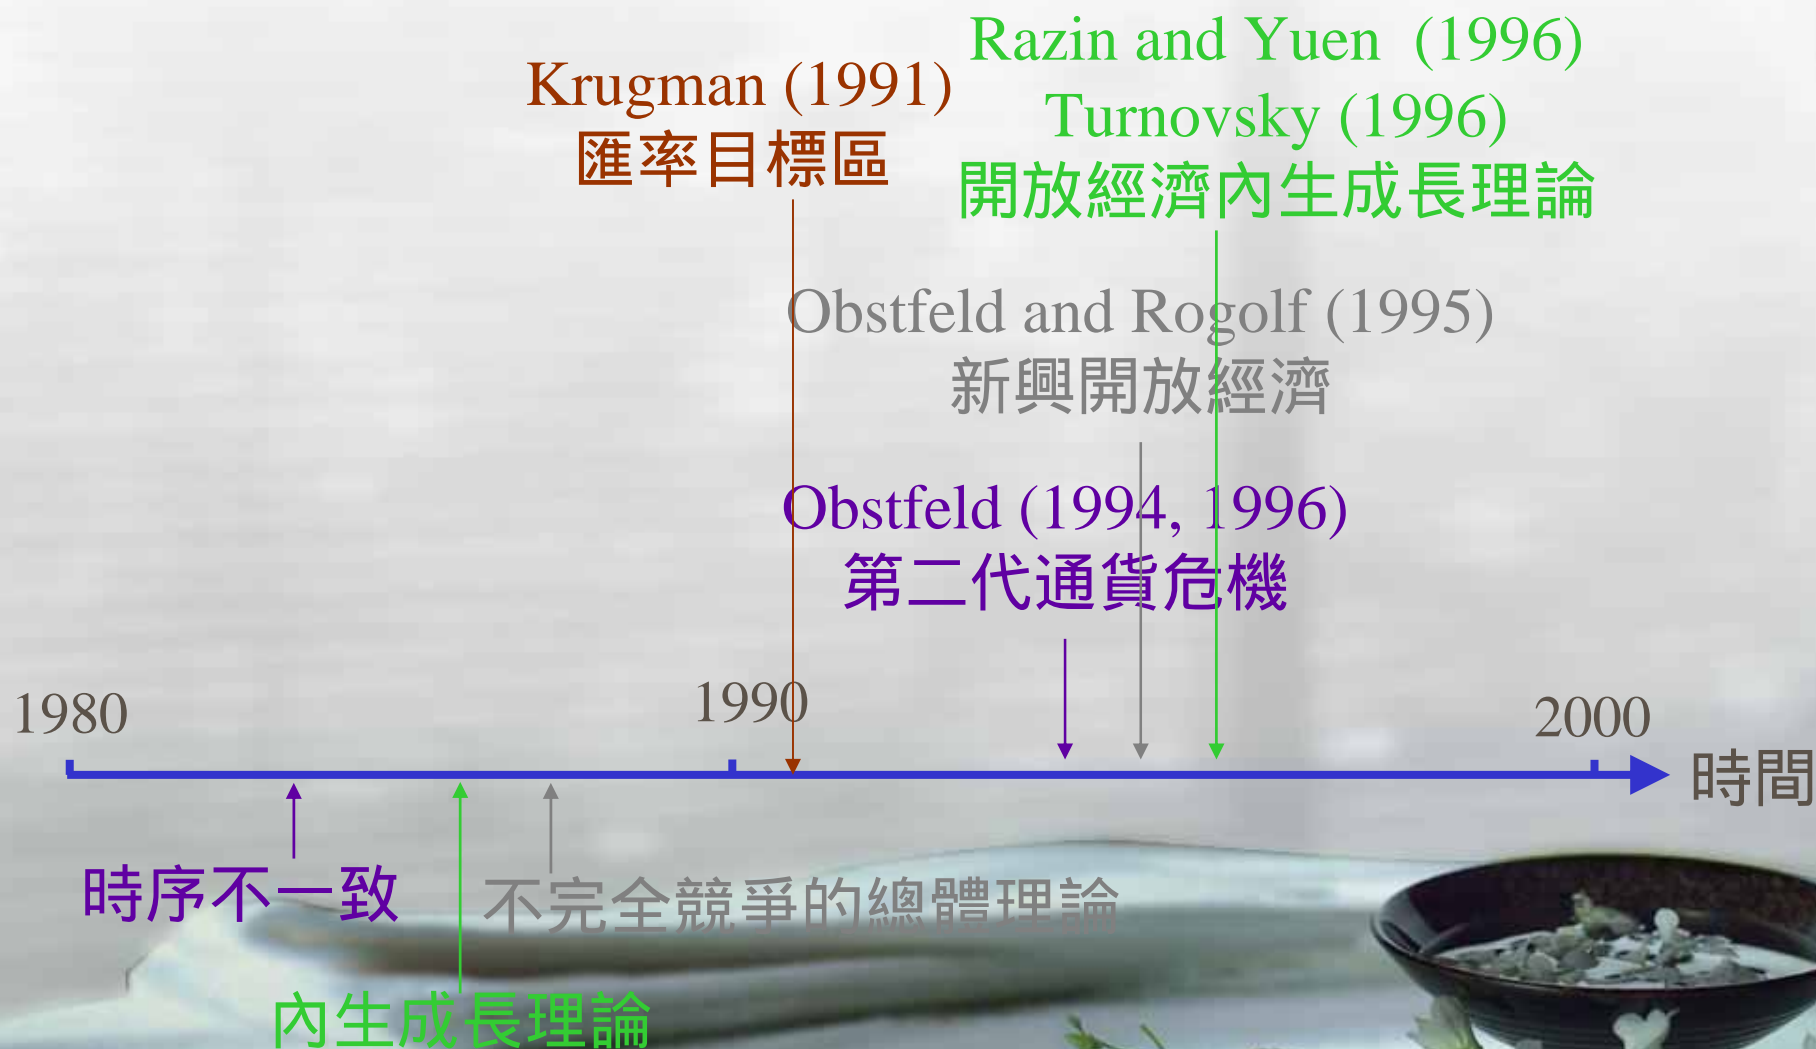 Razin and Yuen (1996)
Turnovsky (1996)
開放經濟內生成長理論
Krugman (1991)
匯率目標區
Obstfeld and Rogolf (1995)
新興開放經濟
Obstfeld (1994, 1996)
第二代通貨危機
1980
1990
2000
時間
時序不一致
不完全競爭的總體理論
內生成長理論